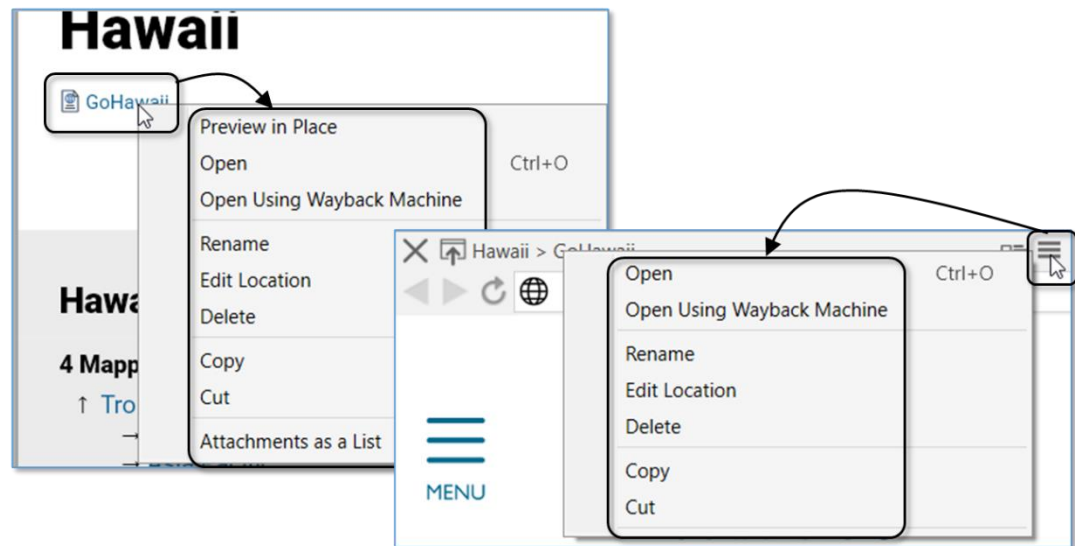 Hawaii
GoHawaii
Preview in Place
Open Ctrl+O
Open Using Wayback Machine
Rename
Edit Location
Delete
Copy
Cut
Attachments as a List
Hawa
4 Mapp
↑ Tro
→
→
Hawaii > GoHawaii
Open Ctrl+O
Open Using Wayback Machine
Rename
Edit Location
Delete
Copy
Cut
MENU